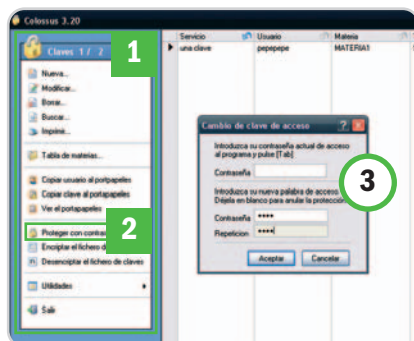 Colossus 3.20
Claves 1 / 2
1
Nueva...
Modificar...
Borrar...
Buscar...
Imprimir...
Tabla de materias...
Copiar usuario al portapapeles
Copiar clave al portapapeles
Ver el portapapeles
Proteger con contras
2
Encriptar el fichero d
Desencriptar el fichero de claves
Utilidades
Salir
Servicio Usuario Materia
una clave pepepepe MATERIA1
Cambio de clave de acceso
Introduzca su contraseña actual de acceso
al programa y pulse [Tab]
Contraseña
3
Introduzca su nueva palabra de acceso.
Déjela en blanco para anular la protección
Contraseña ****
Repeticion ****
Aceptar Cancelar